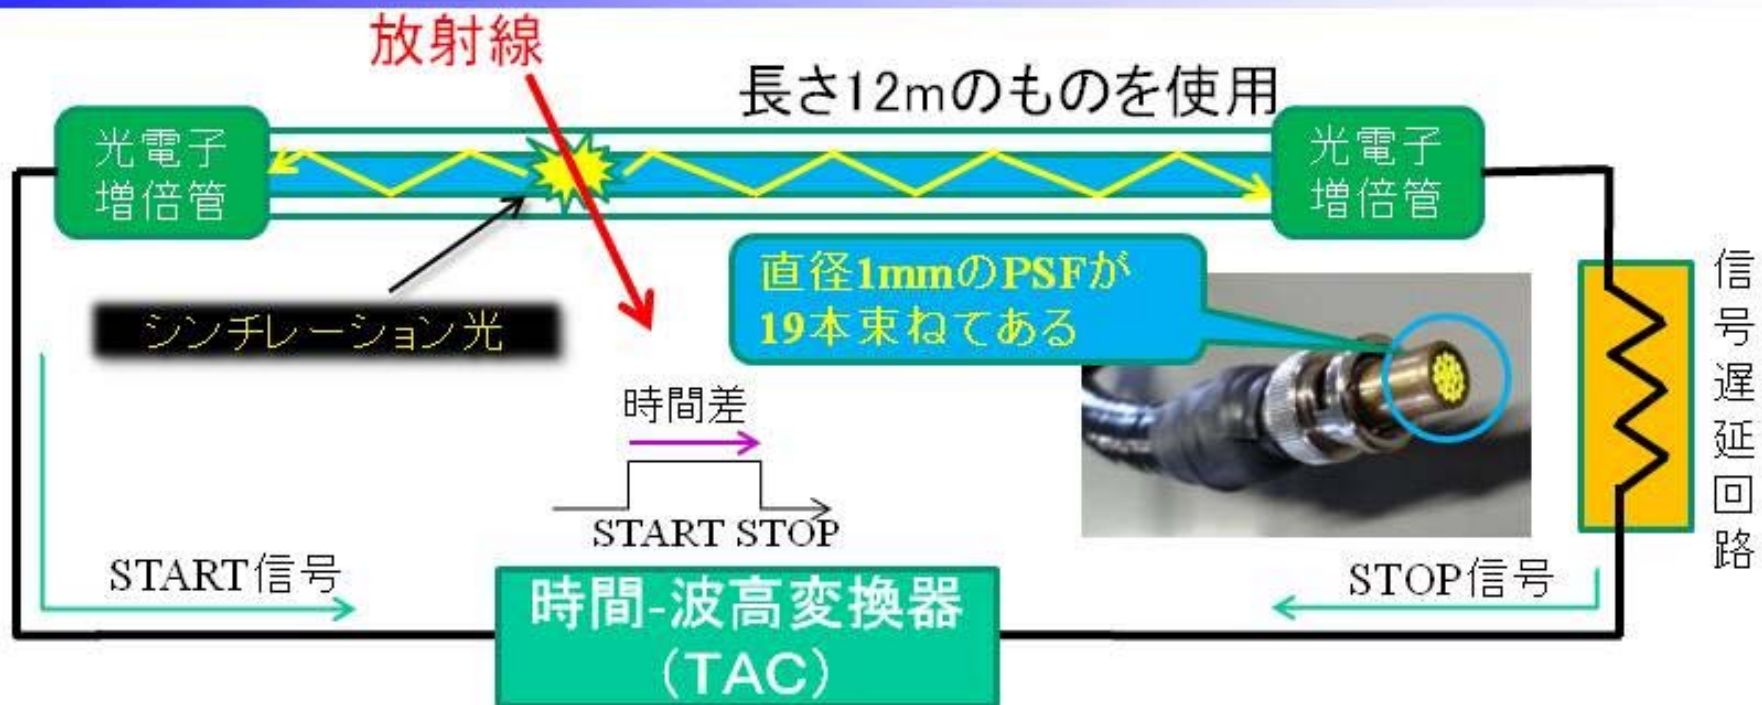 放射線
長さ12mのものを使用
光電子
増倍管
光電子
増倍管
直径1mmのPSFが
19本束ねてある
シンチレーション光
信号遅延回路
時間差
START STOP
START信号
STOP信号
時間-波高変換器
(TAC)